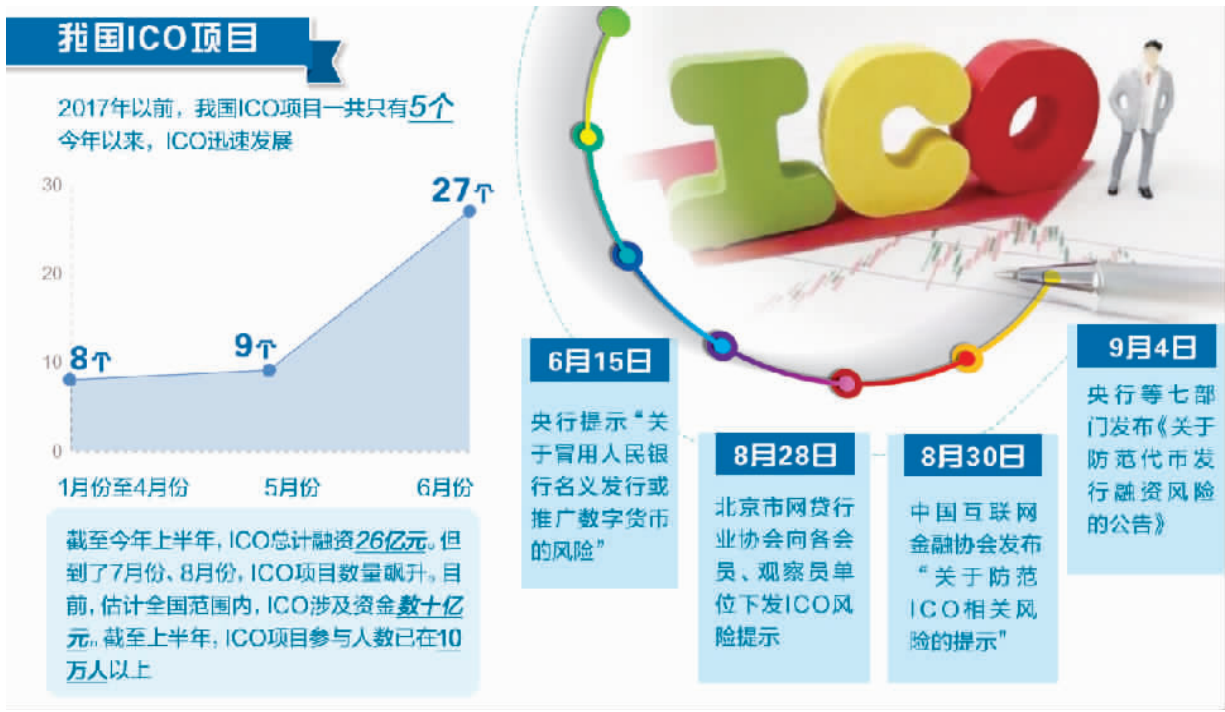 我国ICO项目
2017年以前，我国ICO项目一共只有5个
今年以来，ICO迅速发展
30
20
10
0
8个
9个
27个
1月份至4月份
5月份
6月份
截至今年上半年，ICO总计融资26亿元。但
到了7月份、8月份，ICO项目数量飙升。目
前，估计全国范围内，ICO涉及资金数十亿
元。截至上半年，ICO项目参与人数已在10
万人以上
ICO
6月15日
央行提示“关
于冒用人民银
行名义发行或
推广数字货币
的风险”
8月28日
北京市网贷行
业协会向各会
员、观察员单
位下发ICO风
险提示
8月30日
中国互联网
金融协会发布
“关于防范
ICO相关风
险的提示”
9月4日
央行等七部
门发布《关于
防范代币发
行融资风险
的公告》